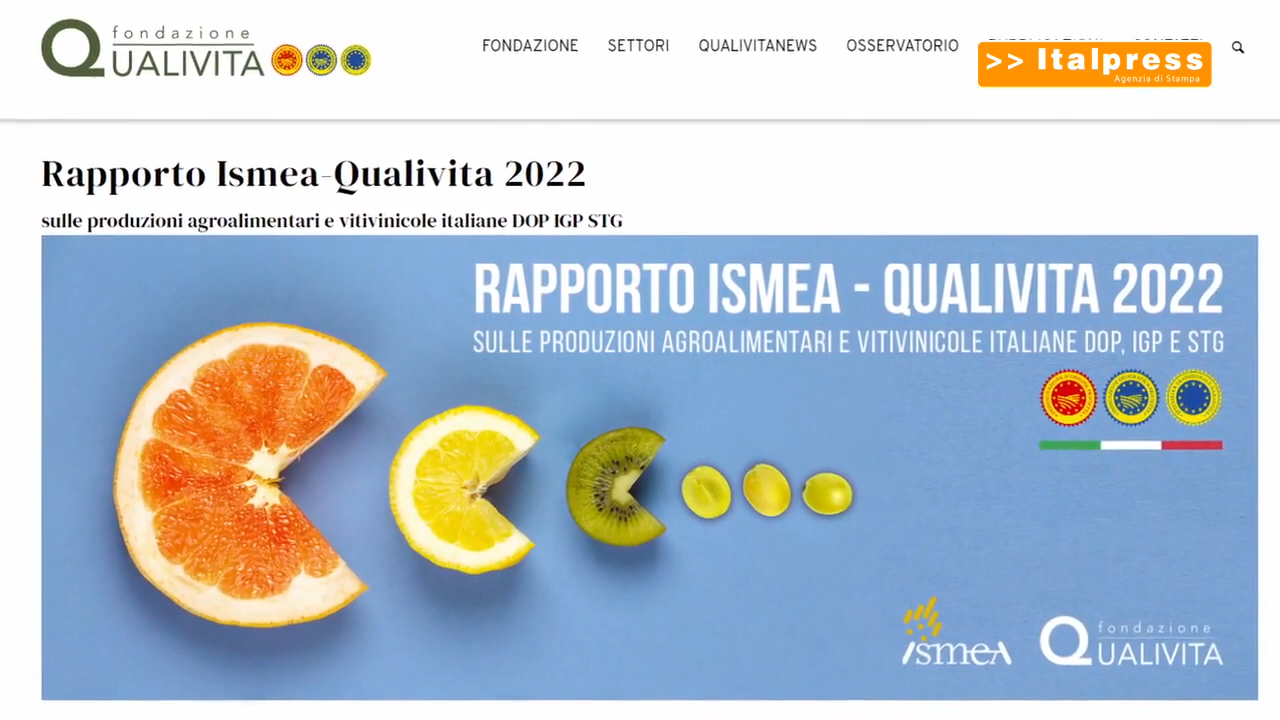 fondazione
QUALIVITA
FONDAZIONE SETTORI QUALIVITANEWS OSSERVATORIO
>> Italpress
Agenzia di Stampa
Rapporto Ismea-Qualivita 2022
sulle produzioni agroalimentari e vitivinicole italiane DOP IGP STG
RAPPORTO ISMEA - QUALIVITA 2022
SULLE PRODUZIONI AGROALIMENTARI E VITIVINICOLE ITALIANE DOP, IGP E STG
ismea
fondazione
QUALIVITA